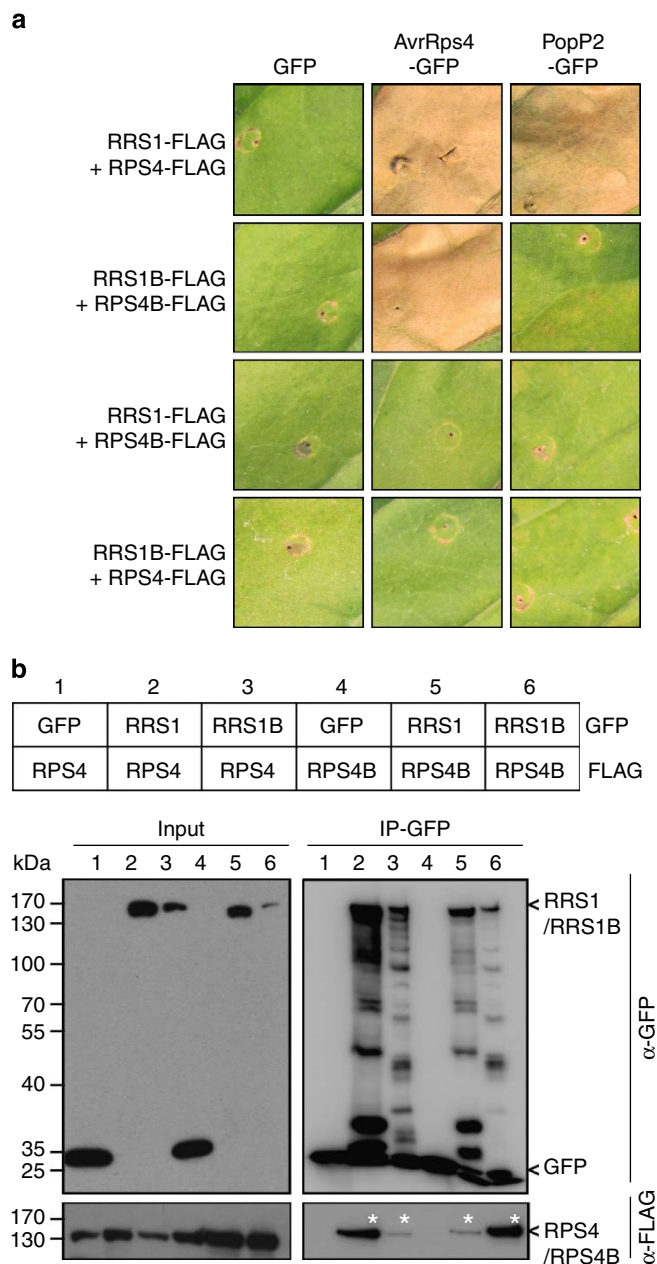 a
GFP
AvrRps4
-GFP
PopP2
-GFP
RRS1-FLAG
+ RPS4-FLAG
RRS1B-FLAG
+ RPS4B-FLAG
RRS1-FLAG
+ RPS4B-FLAG
RRS1B-FLAG
+ RPS4-FLAG
b
1 2 3 4 5 6
GFP RRS1 RRS1B GFP RRS1 RRS1B GFP
RPS4 RPS4 RPS4 RPS4B RPS4B RPS4B FLAG
Input IP-GFP
kDa 1 2 3 4 5 6 1 2 3 4 5 6
170
130
100
70
55
40
35
25
< RRS1
/RRS1B
< GFP
α-GFP
170
130
* * * *
< RPS4
/RPS4B
α-FLAG